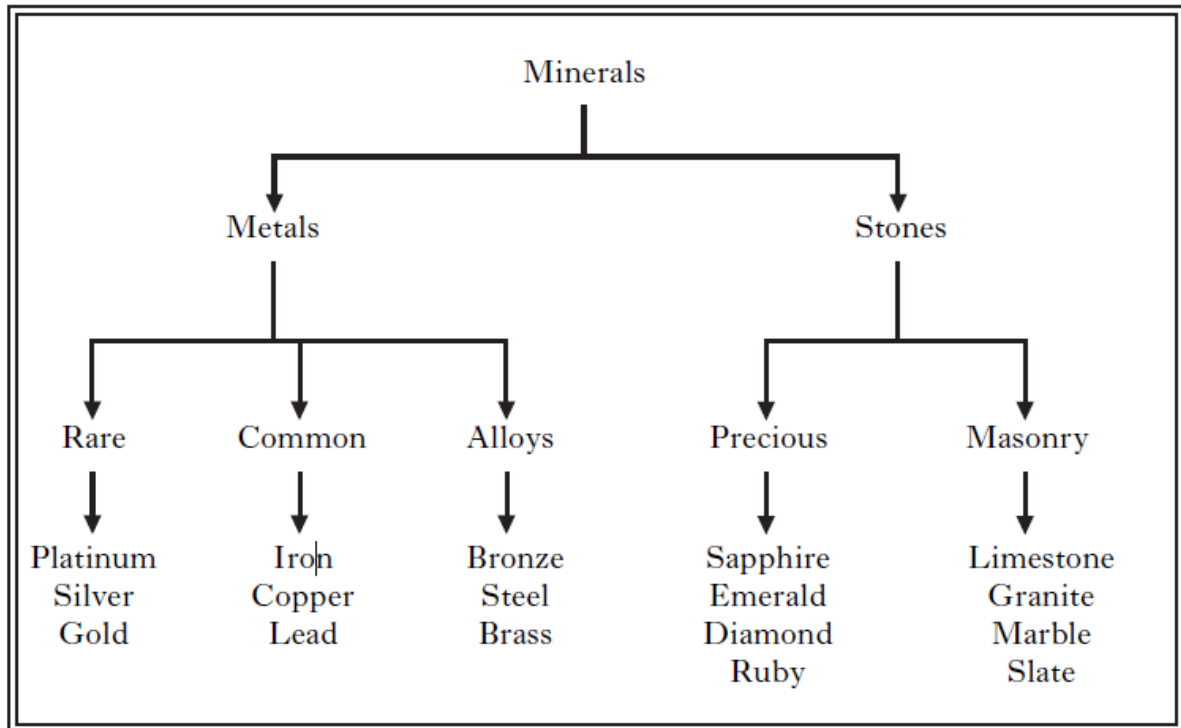 Minerals
Metals Stones
Rare Common Alloys Precious Masonry
Platinum Iron Bronze Sapphire Limestone
Silver Copper Steel Emerald Granite
Gold Lead Brass Diamond Marble
Ruby Slate